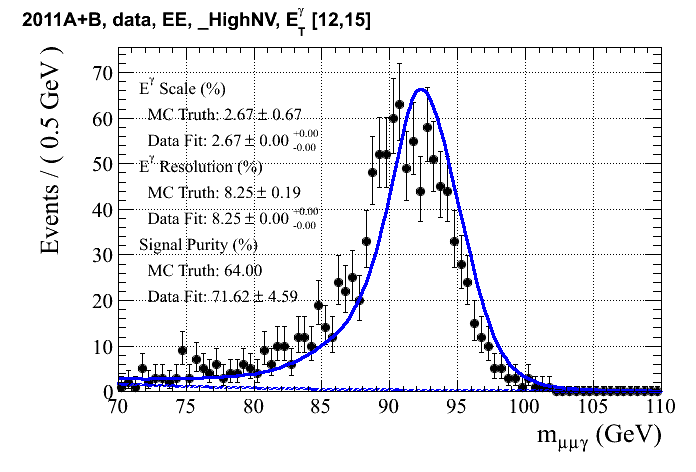 2011A+B, data, EE, _HighNV, E_T^γ [12,15]
Events / ( 0.5 GeV )
70
60
50
40
30
20
10
0
E^γ Scale (%)
MC Truth: 2.67 ± 0.67
Data Fit: 2.67 ± 0.00 +0.00 -0.00
E^γ Resolution (%)
MC Truth: 8.25 ± 0.19
Data Fit: 8.25 ± 0.00 +0.00 -0.00
Signal Purity (%)
MC Truth: 64.00
Data Fit: 71.62 ± 4.59
70 75 80 85 90 95 100 105 110
m_μμγ (GeV)